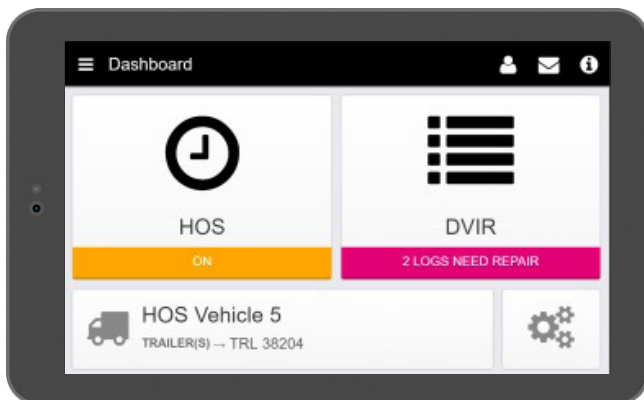 Dashboard
HOS
ON
DVIR
2 LOGS NEED REPAIR
HOS Vehicle 5
TRAILER(S) → TRL 38204